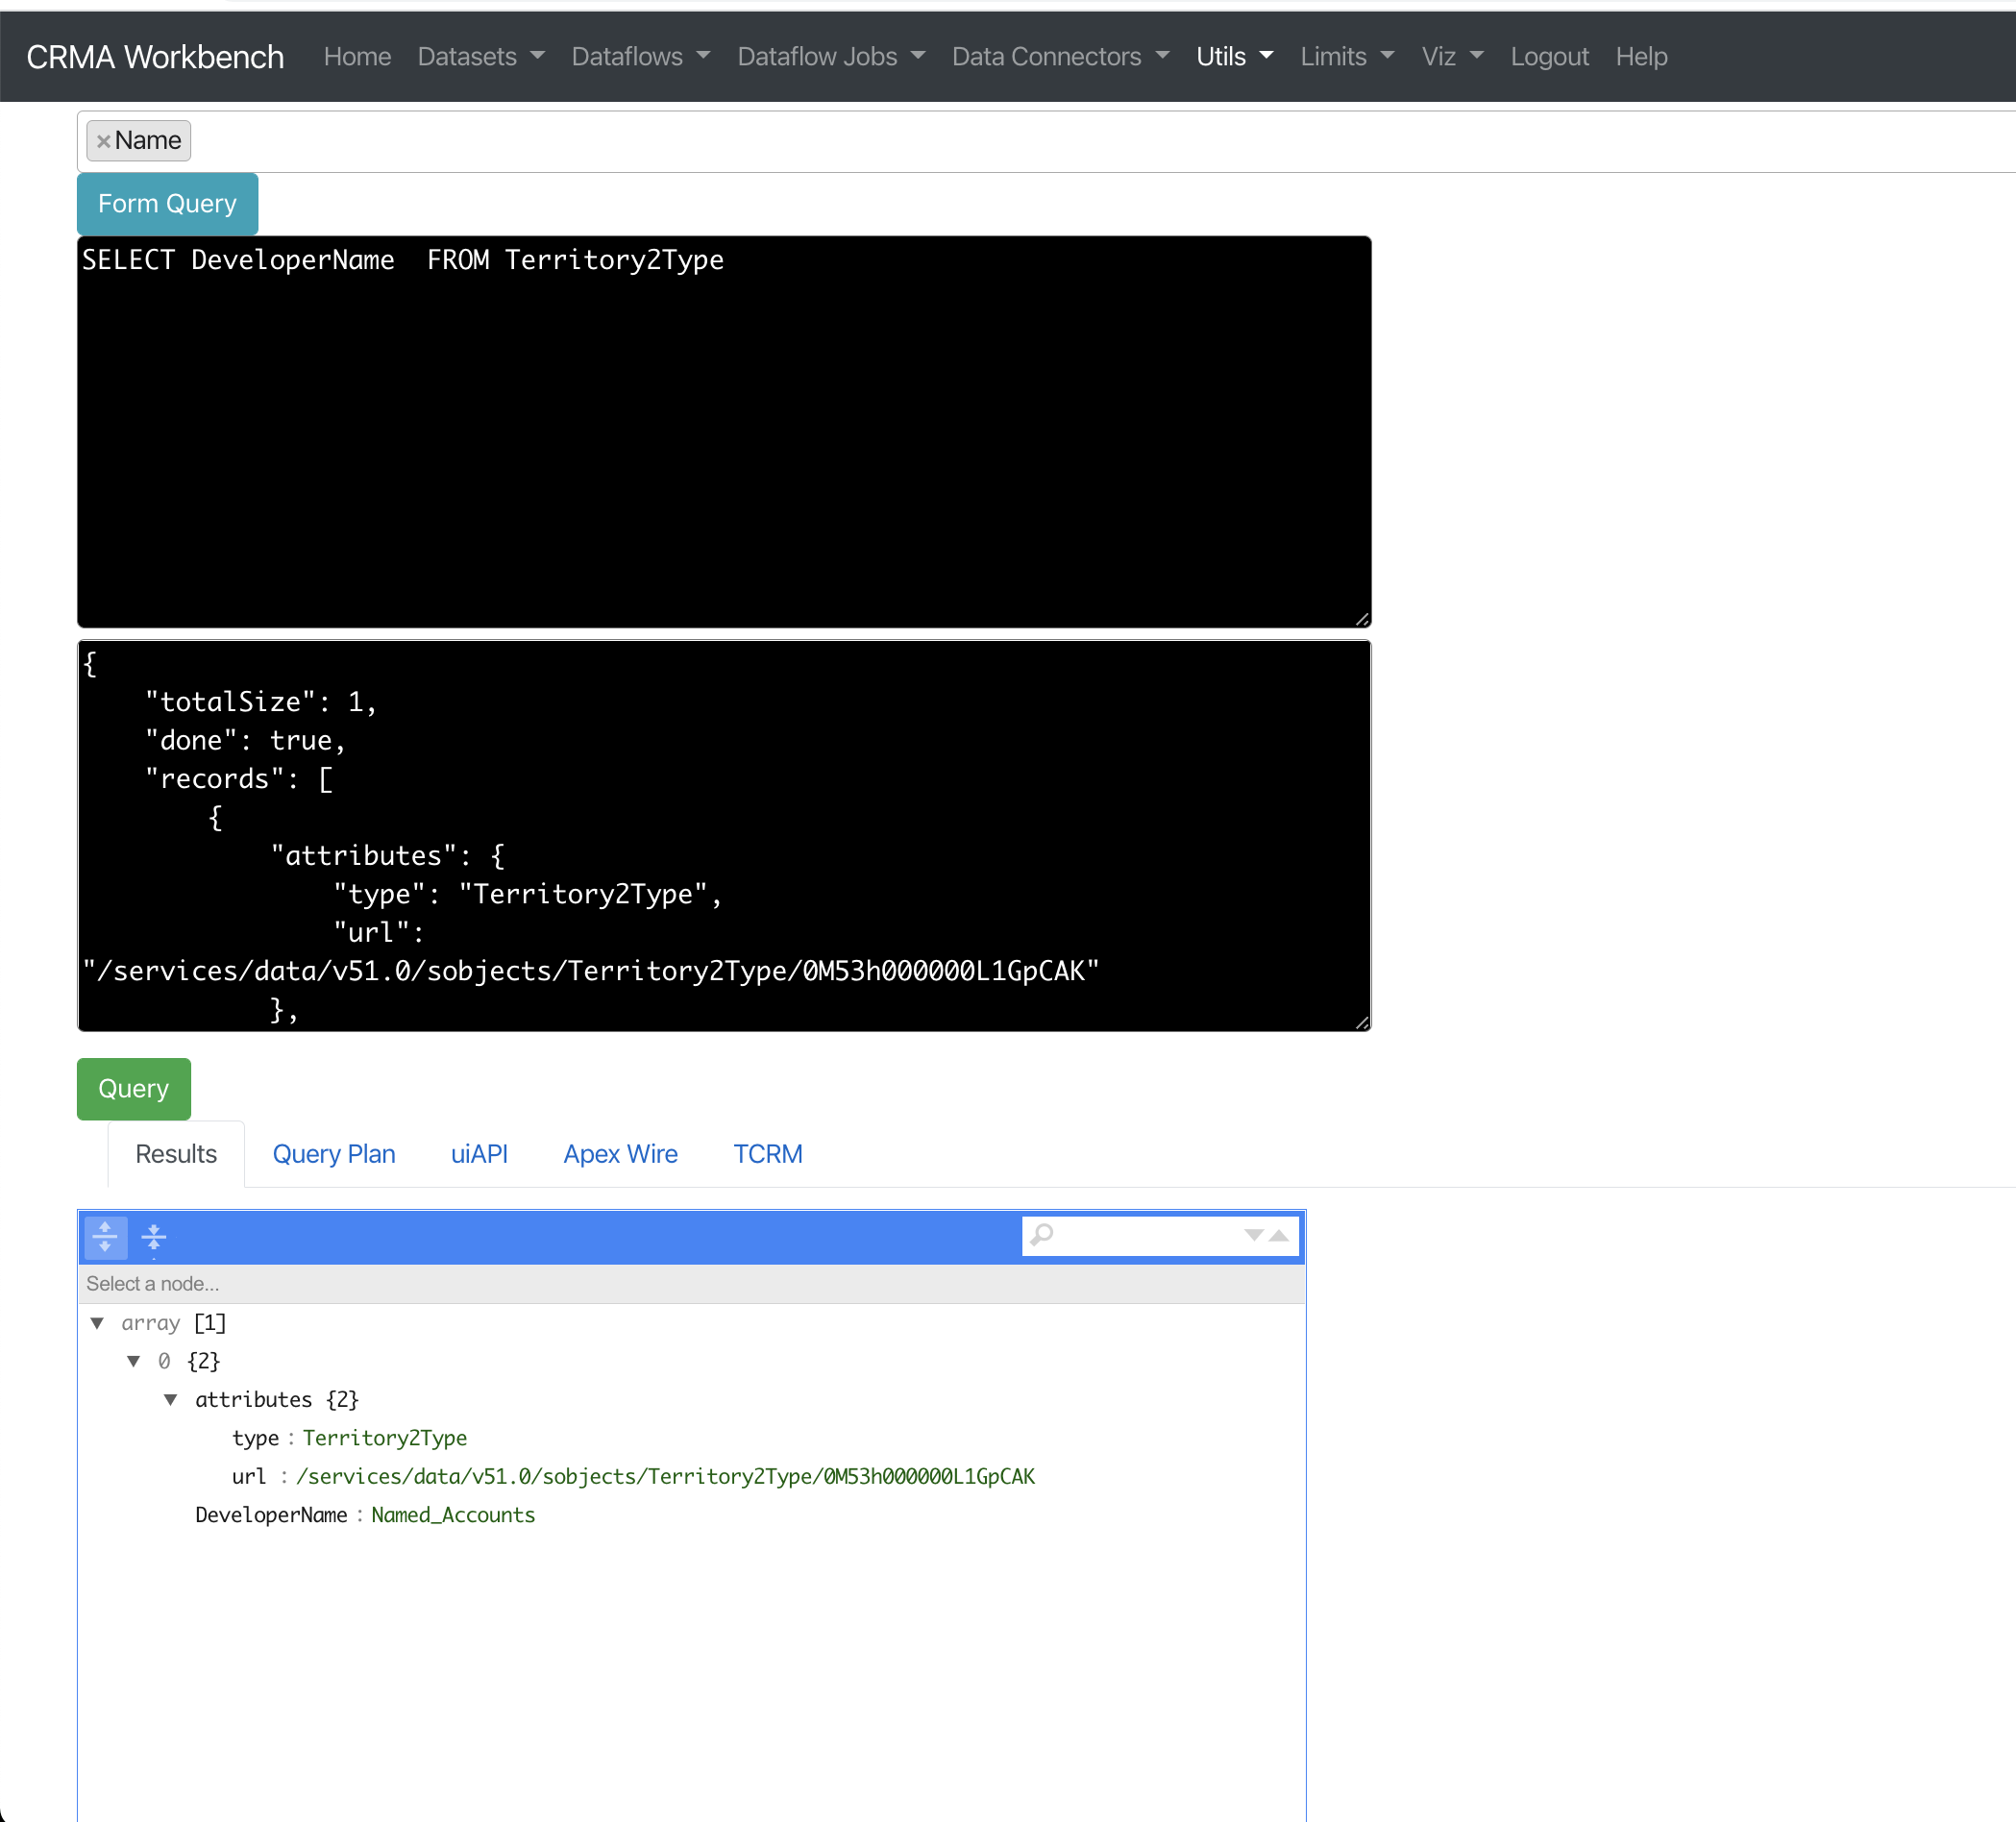 CRMA Workbench Home Datasets Dataflows Dataflow Jobs Data Connectors Utils Limits Viz Logout Help
×Name
Form Query
SELECT DeveloperName  FROM Territory2Type
{
    "totalSize": 1,
    "done": true,
    "records": [
        {
            "attributes": {
                "type": "Territory2Type",
                "url":
"/services/data/v51.0/sobjects/Territory2Type/0M53h000000L1GpCAK"
            },
Query
Results Query Plan uiAPI Apex Wire TCRM
Select a node...
array [1]
0 {2}
attributes {2}
type : Territory2Type
url : /services/data/v51.0/sobjects/Territory2Type/0M53h000000L1GpCAK
DeveloperName : Named_Accounts